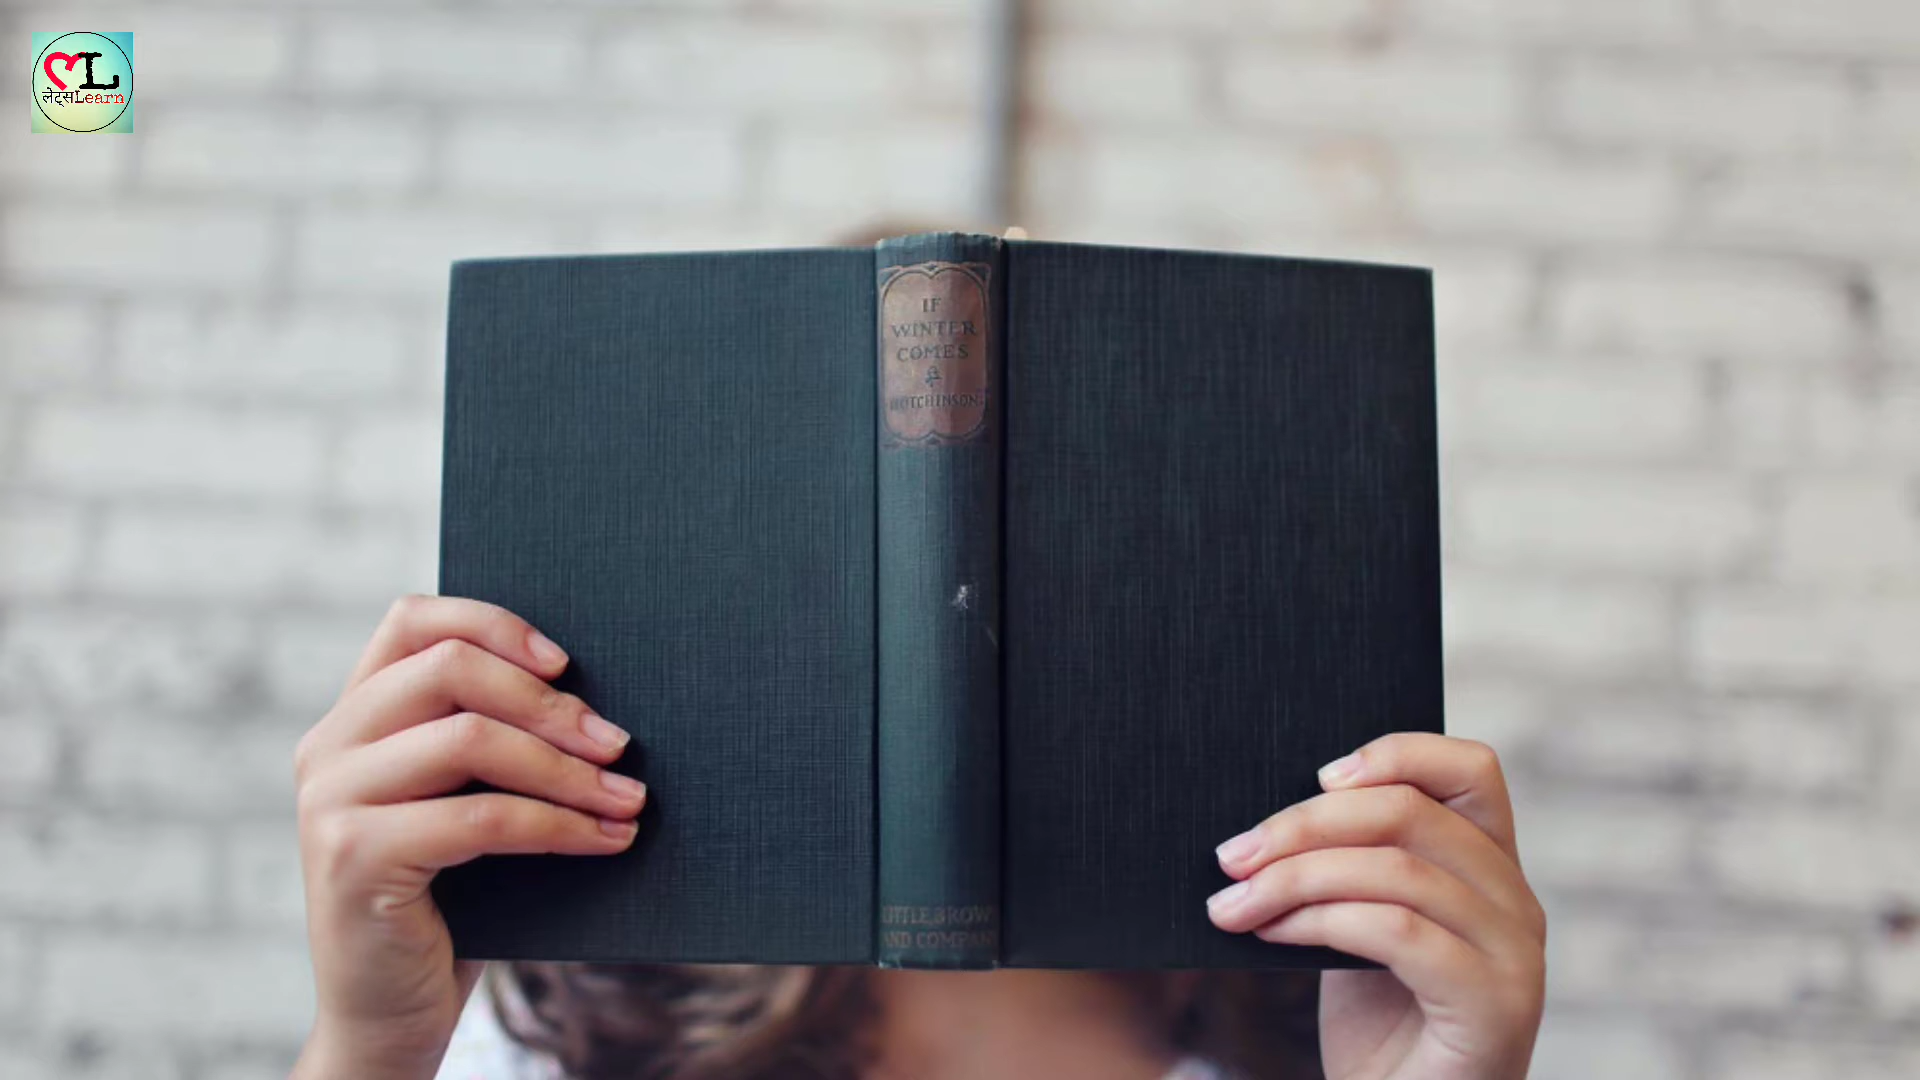 L
लेट्सLearn
IF
WINTER
COMES
HUTCHINSON
LITTLE, BROWN
AND COMPANY